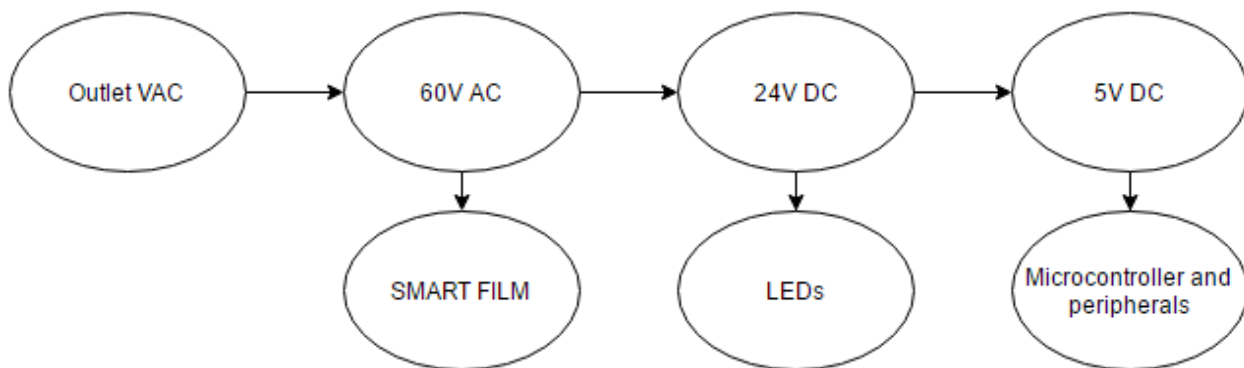 Outlet VAC
60V AC
24V DC
5V DC
SMART FILM
LEDs
Microcontroller and
peripherals